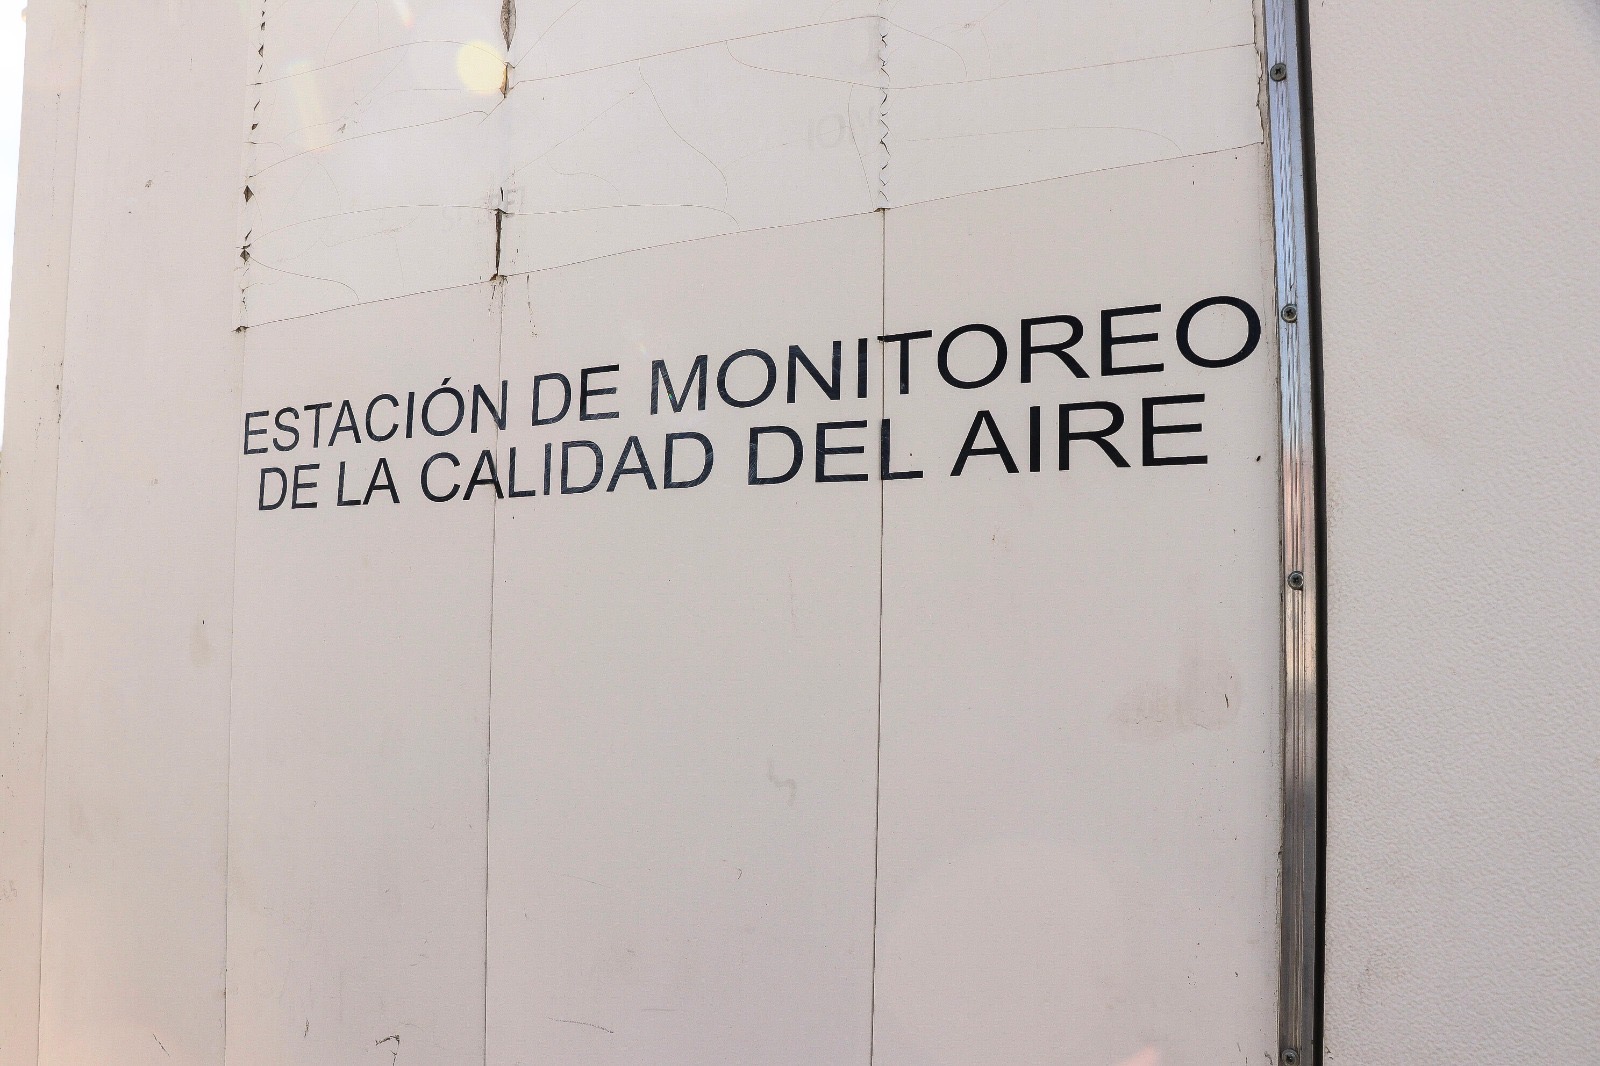 ESTACIÓN DE MONITOREO
DE LA CALIDAD DEL AIRE